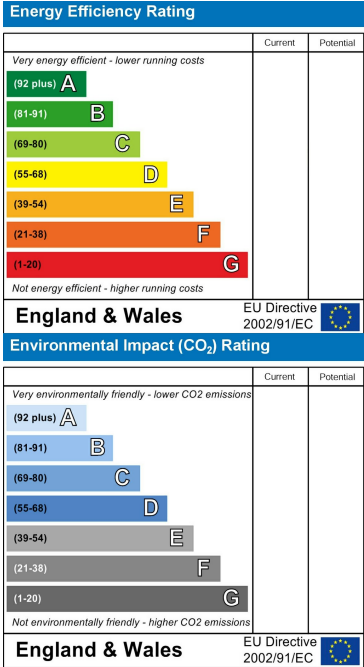 Energy Efficiency Rating
Current Potential
Very energy efficient - lower running costs
(92 plus) A
(81-91) B
(69-80) C
(55-68) D
(39-54) E
(21-38) F
(1-20) G
Not energy efficient - higher running costs
England & Wales
EU Directive
2002/91/EC
Environmental Impact (CO₂) Rating
Current Potential
Very environmentally friendly - lower CO2 emissions
(92 plus) A
(81-91) B
(69-80) C
(55-68) D
(39-54) E
(21-38) F
(1-20) G
Not environmentally friendly - higher CO2 emissions
England & Wales
EU Directive
2002/91/EC